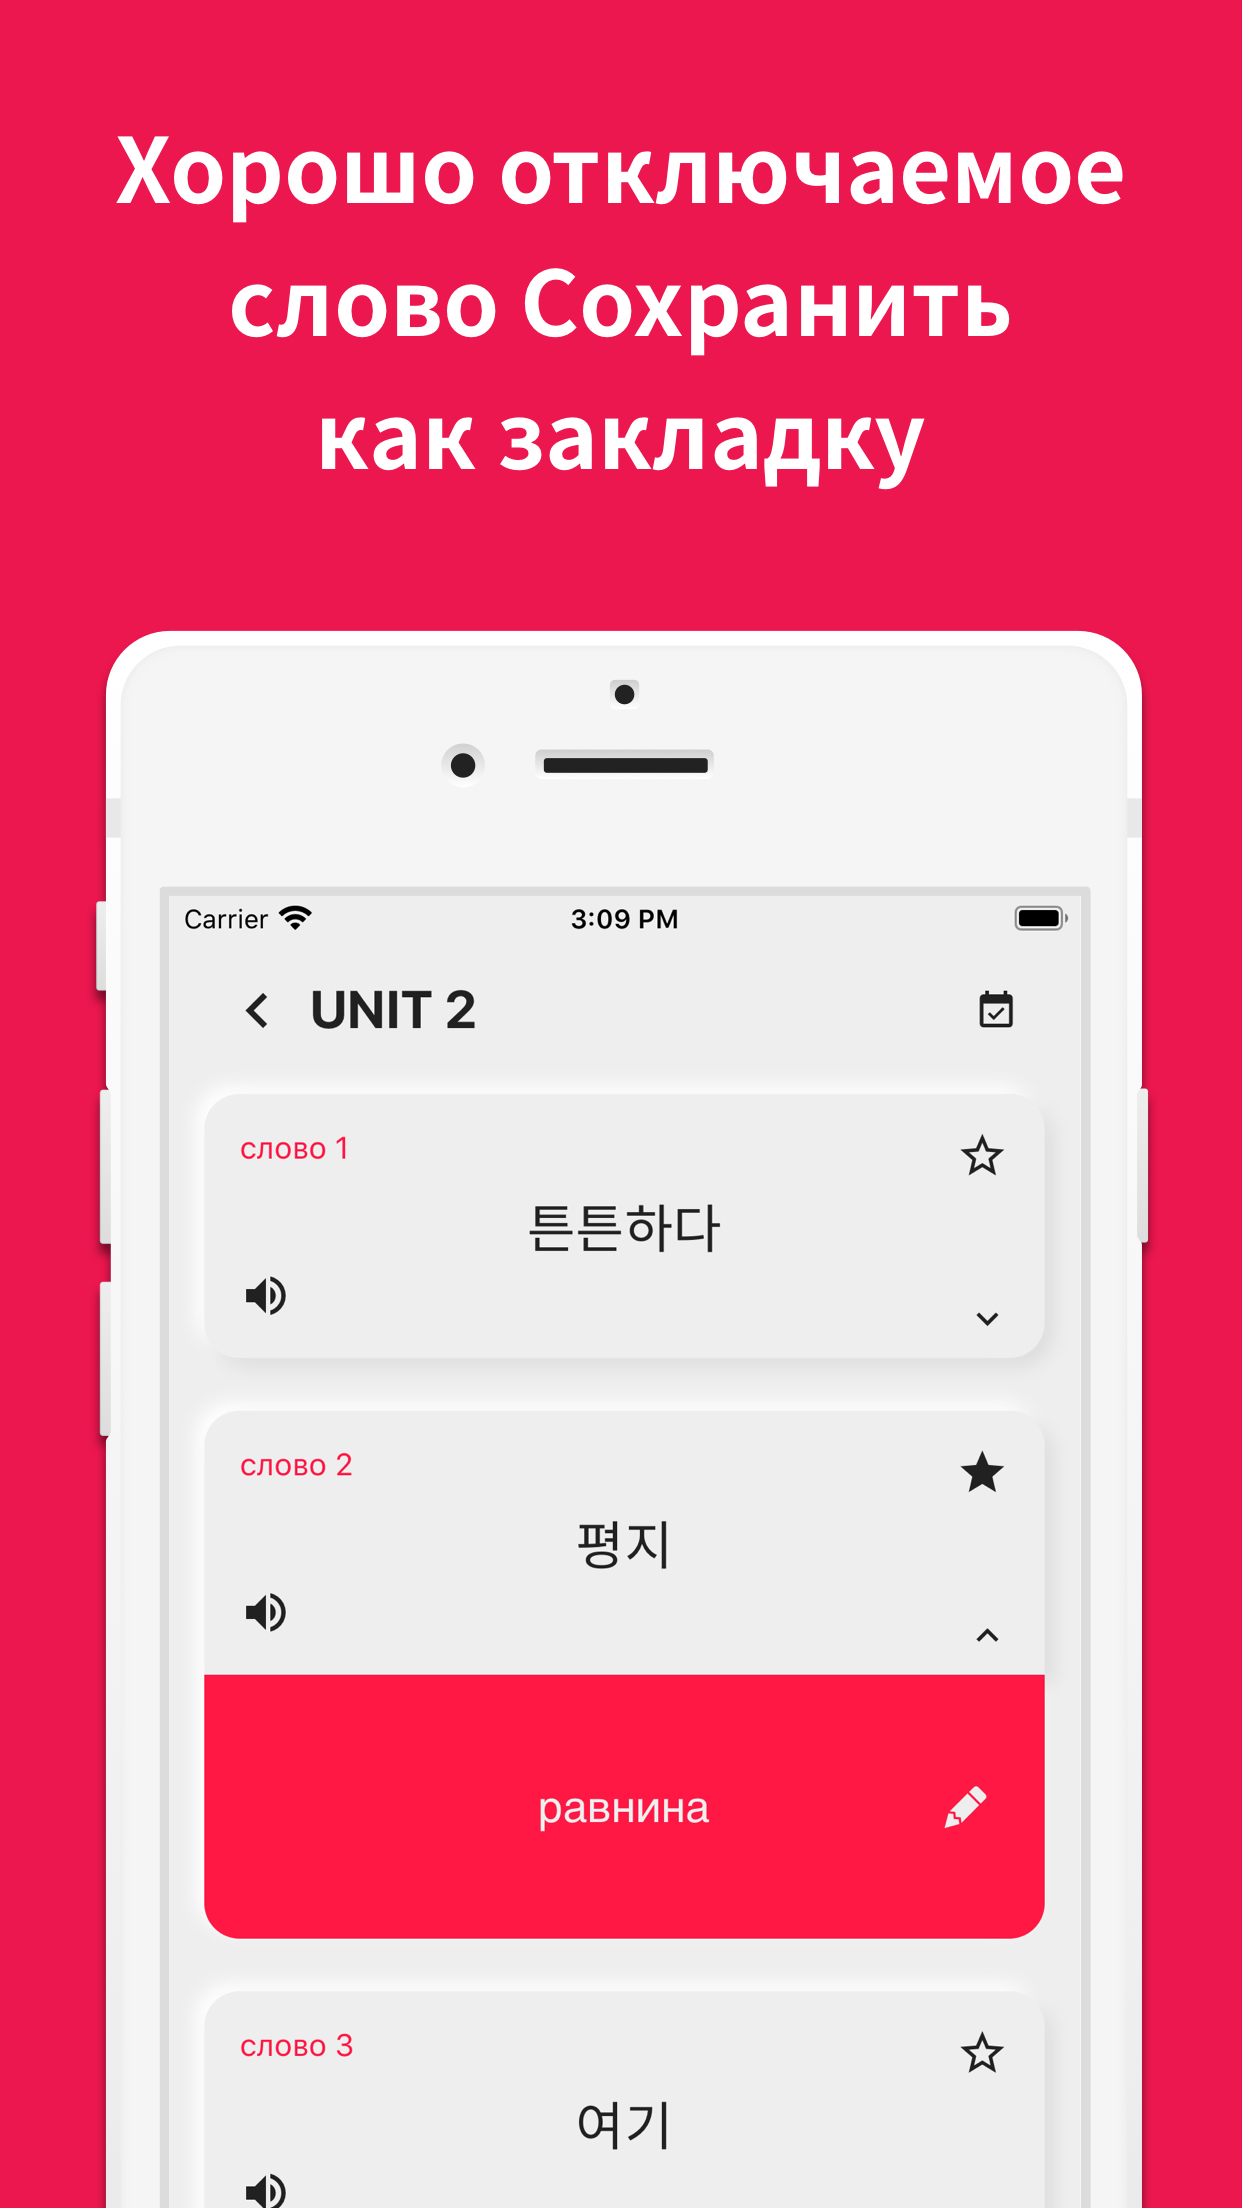 Хорошо отключаемое
слово Сохранить
как закладку
Carrier 3:09 PM
UNIT 2
слово 1
튼튼하다
слово 2
평지
равнина
слово 3
여기